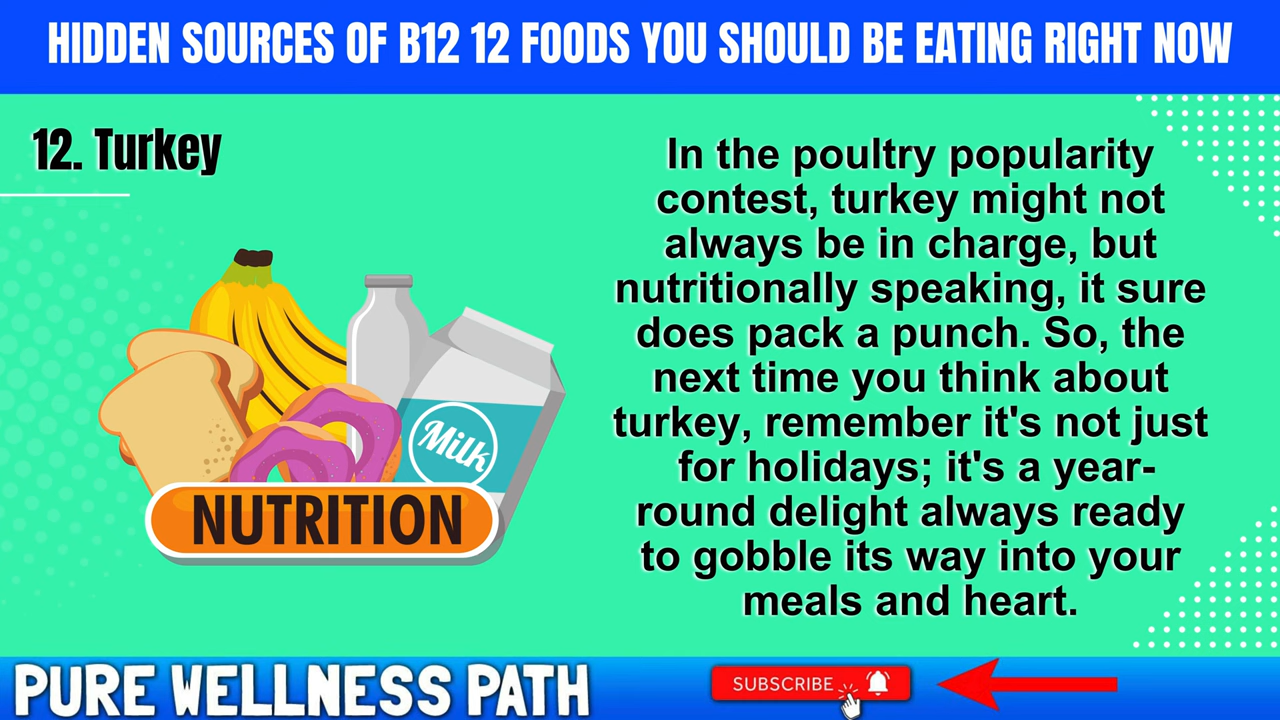 HIDDEN SOURCES OF B12 12 FOODS YOU SHOULD BE EATING RIGHT NOW
12. Turkey
In the poultry popularity
contest, turkey might not
always be in charge, but
nutritionally speaking, it sure
does pack a punch. So, the
next time you think about
turkey, remember it's not just
for holidays; it's a year-
round delight always ready
to gobble its way into your
meals and heart.
Milk
NUTRITION
PURE WELLNESS PATH
SUBSCRIBE